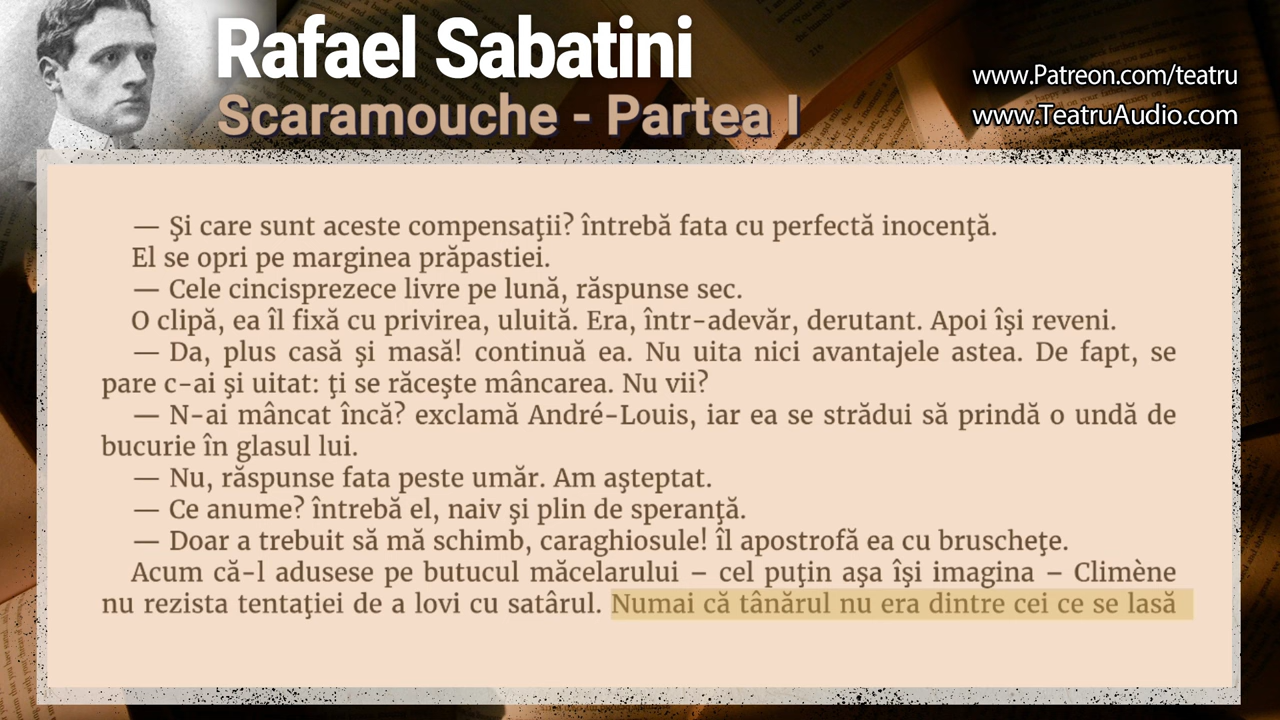 Rafael Sabatini
Scaramouche - Partea I
www.Patreon.com/teatru
www.TeatruAudio.com
— Şi care sunt aceste compensaţii? întrebă fata cu perfectă inocenţă.
El se opri pe marginea prăpastiei.
— Cele cincisprezece livre pe lună, răspunse sec.
O clipă, ea îl fixă cu privirea, uluită. Era, într-adevăr, derutant. Apoi îşi reveni.
— Da, plus casă şi masă! continuă ea. Nu uita nici avantajele astea. De fapt, se
pare c-ai şi uitat: ţi se răceşte mâncarea. Nu vii?
— N-ai mâncat încă? exclamă André-Louis, iar ea se strădui să prindă o undă de
bucurie în glasul lui.
— Nu, răspunse fata peste umăr. Am aşteptat.
— Ce anume? întrebă el, naiv şi plin de speranţă.
— Doar a trebuit să mă schimb, caraghiosule! îl apostrofă ea cu bruscheţe.
Acum că-l adusese pe butucul măcelarului – cel puţin aşa îşi imagina – Climène
nu rezista tentaţiei de a lovi cu satârul. Numai că tânărul nu era dintre cei ce se lasă